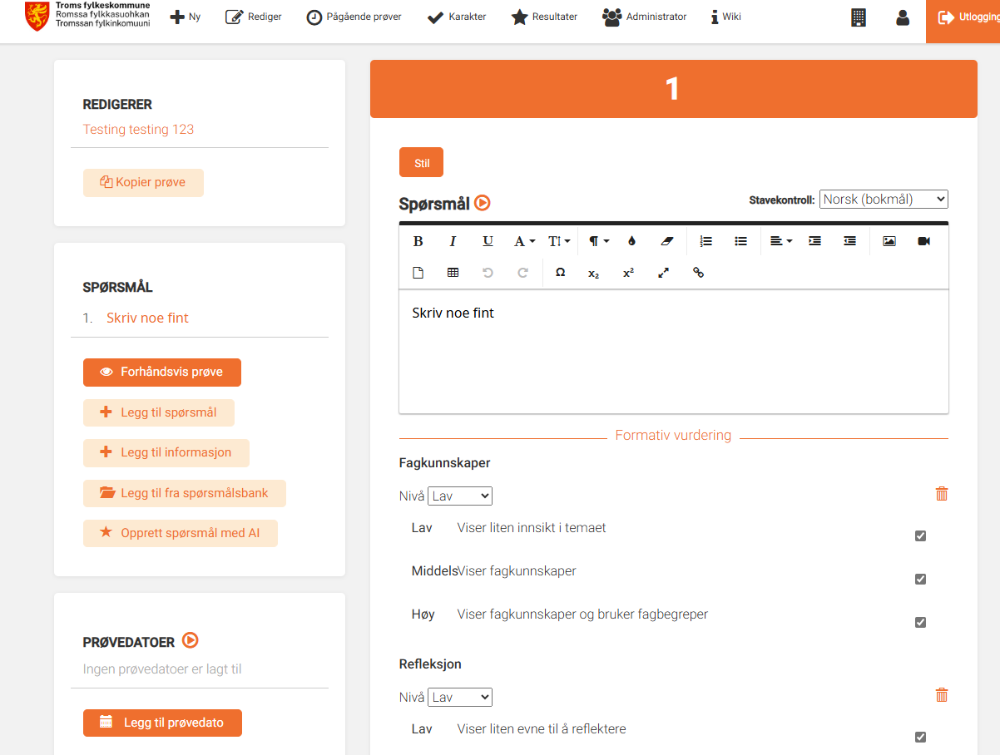 Troms fylkeskommune
Romssa fylkkasuohkan
Tromssan fylkinkomuuni
Ny
Rediger
Pågående prøver
Karakter
Resultater
Administrator
Wiki
Utlogging
REDIGERER
Testing testing 123
Kopier prøve
SPØRSMÅL
1. Skriv noe fint
Forhåndsvis prøve
Legg til spørsmål
Legg til informasjon
Legg til fra spørsmålsbank
Opprett spørsmål med AI
PRØVEDATOER
Ingen prøvedatoer er lagt til
Legg til prøvedato
1
Stil
Spørsmål
Stavekontroll: Norsk (bokmål)
Skriv noe fint
Formativ vurdering
Fagkunnskaper
Nivå Lav
Lav Viser liten innsikt i temaet
Middels Viser fagkunnskaper
Høy Viser fagkunnskaper og bruker fagbegreper
Refleksjon
Nivå Lav
Lav Viser liten evne til å reflektere